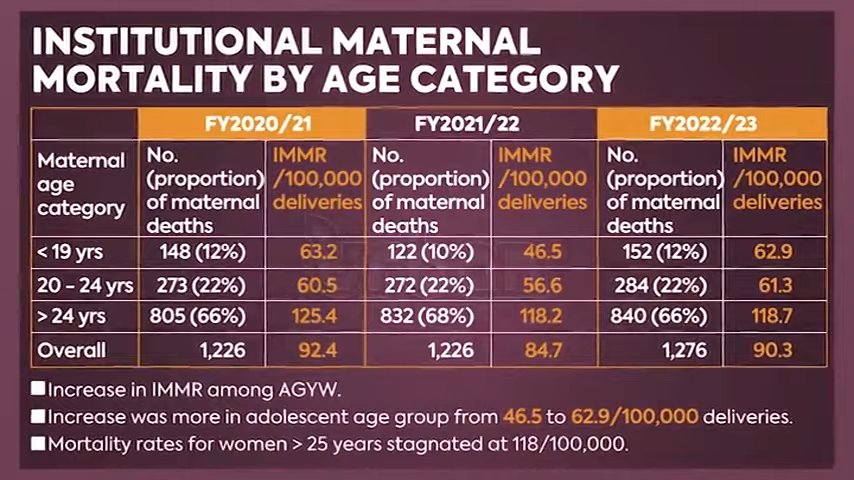 INSTITUTIONAL MATERNAL
MORTALITY BY AGE CATEGORY
FY2020/21 FY2021/22 FY2022/23
Maternal age category No. (proportion) of maternal deaths IMMR /100,000 deliveries No. (proportion) of maternal deaths IMMR /100,000 deliveries No. (proportion) of maternal deaths IMMR /100,000 deliveries
< 19 yrs 148 (12%) 63.2 122 (10%) 46.5 152 (12%) 62.9
20 – 24 yrs 273 (22%) 60.5 272 (22%) 56.6 284 (22%) 61.3
> 24 yrs 805 (66%) 125.4 832 (68%) 118.2 840 (66%) 118.7
Overall 1,226 92.4 1,226 84.7 1,276 90.3
Increase in IMMR among AGYW.
Increase was more in adolescent age group from 46.5 to 62.9/100,000 deliveries.
Mortality rates for women > 25 years stagnated at 118/100,000.